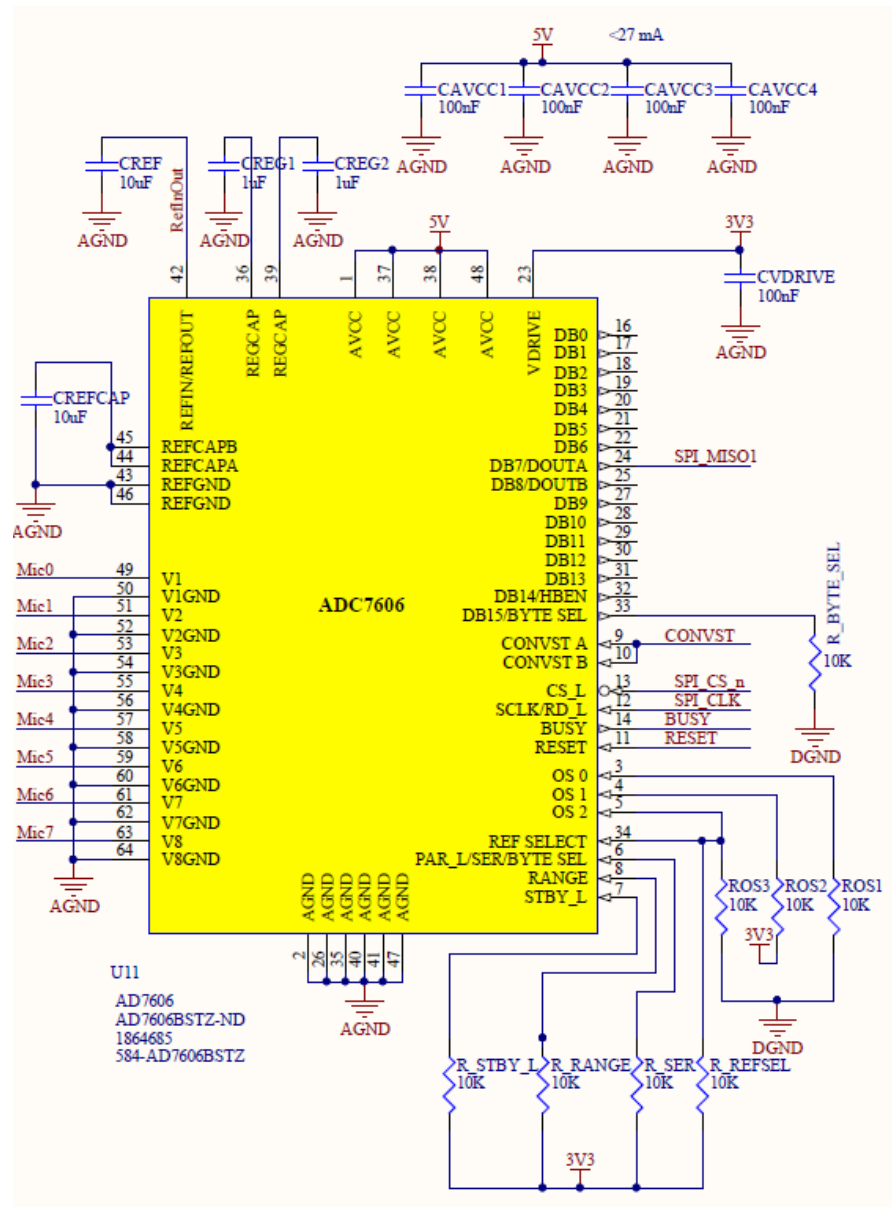 5V
<27 mA
CAVCC1
100nF
CAVCC2
100nF
CAVCC3
100nF
CAVCC4
100nF
AGND
AGND
AGND
AGND
CREF
10uF
AGND
RefInOut
CREG1
1uF
AGND
CREG2
1uF
AGND
5V
3V3
CVDRIVE
100nF
AGND
42
36
39
1
37
38
48
23
REFIN/REFOUT
REGCAP
REGCAP
AVCC
AVCC
AVCC
AVCC
VDRIVE
CREFCAP
10uF
AGND
45 REFCAPB
44 REFCAPA
43 REFGND
46 REFGND
Mic0 49 V1
50 V1GND
Mic1 51 V2
52 V2GND
Mic2 53 V3
54 V3GND
Mic3 55 V4
56 V4GND
Mic4 57 V5
58 V5GND
Mic5 59 V6
60 V6GND
Mic6 61 V7
62 V7GND
Mic7 63 V8
64 V8GND
AGND
ADC7606
DB0 16
DB1 17
DB2 18
DB3 19
DB4 20
DB5 21
DB6 22
DB7/DOUTA 24 SPI_MISO1
DB8/DOUTB 25
DB9 27
DB10 28
DB11 29
DB12 30
DB13 31
DB14/HBEN 32
DB15/BYTE SEL 33
R_BYTE_SEL
10K
DGND
CONVST A 9 CONVST
CONVST B 10
CS_L 13 SPI_CS_n
SCLK/RD_L 12 SPI_CLK
BUSY 14 BUSY
RESET 11 RESET
OS 0 3
OS 1 4
OS 2 5
REF SELECT 34
PAR_L/SER/BYTE SEL 6
RANGE 8
STBY_L 7
ROS3
10K
ROS2
10K
ROS1
10K
3V3
DGND
AGND
AGND
AGND
AGND
AGND
AGND
2
26
35
40
41
47
AGND
U11
AD7606
AD7606BSTZ-ND
1864685
584-AD7606BSTZ
R_STBY_L
10K
R_RANGE
10K
R_SER
10K
R_REFSEL
10K
3V3